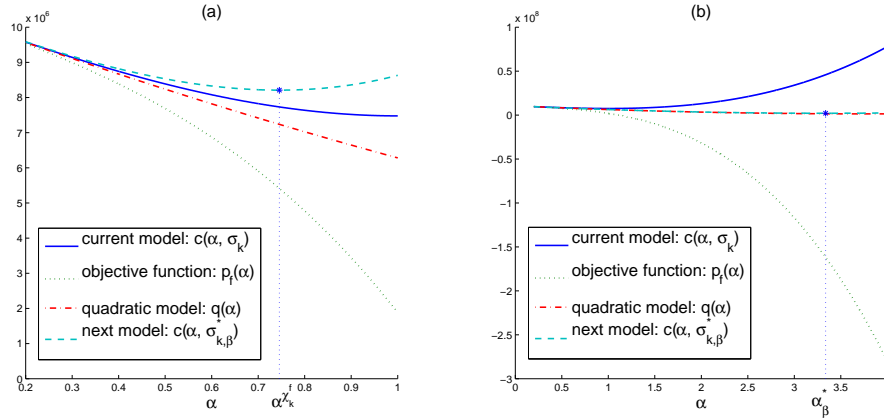 (a)
x 10^6
10
9
8
7
6
5
4
3
2
1
0
0.2 0.3 0.4 0.5 0.6 0.7 0.8 0.9 1
α
α^{χ_k^f}
current model: c(α, σ_k)
objective function: p_f(α)
quadratic model: q(α)
next model: c(α, σ^*_{k,β})
(b)
x 10^8
1
0.5
0
−0.5
−1
−1.5
−2
−2.5
−3
0 0.5 1 1.5 2 2.5 3 3.5
α
α^*_β
current model: c(α, σ_k)
objective function: p_f(α)
quadratic model: q(α)
next model: c(α, σ^*_{k,β})